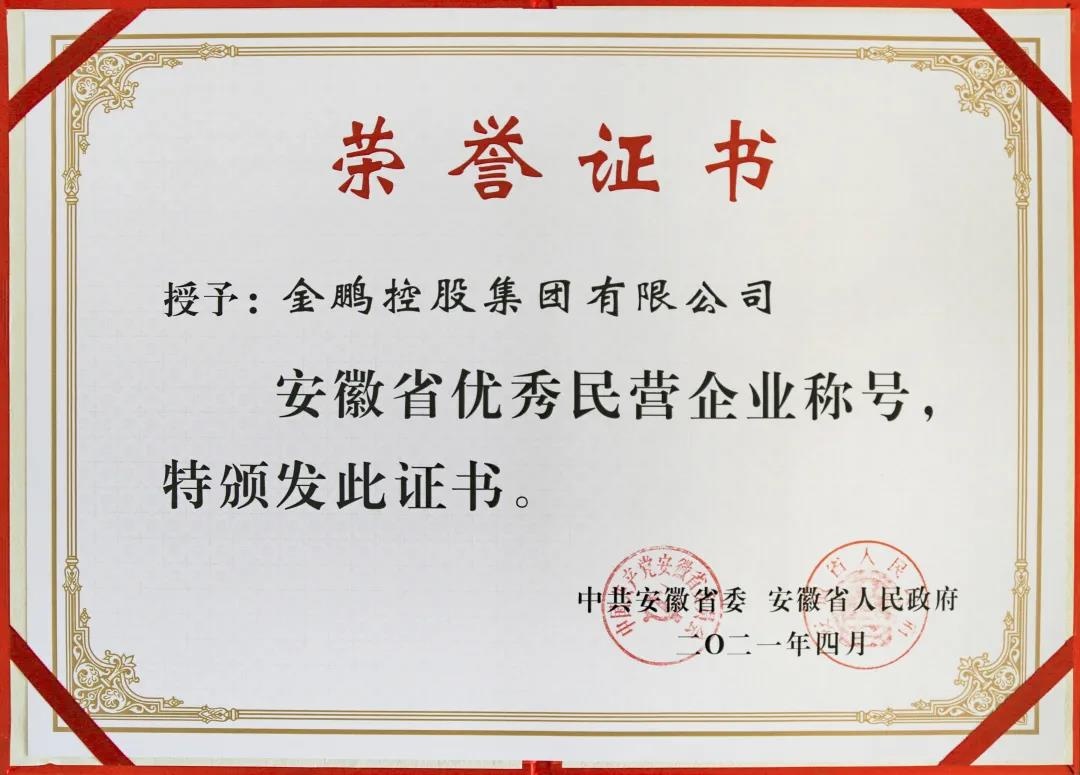 荣誉证书
授予：金鹏控股集团有限公司
安徽省优秀民营企业称号，
特颁发此证书。
中共安徽省委 安徽省人民政府
二〇二一年四月